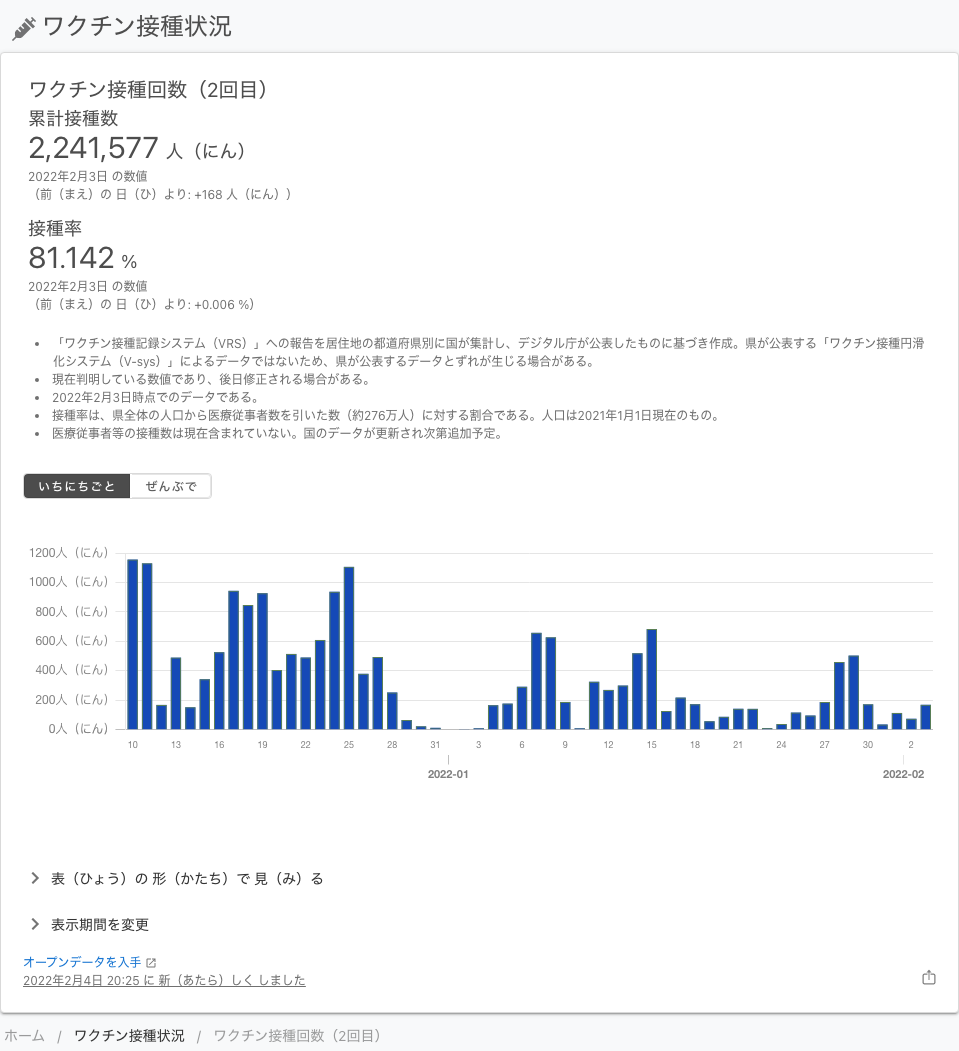 ワクチン接種状況
ワクチン接種回数（2回目）
累計接種数
2,241,577 人（にん）
2022年2月3日 の数値
（前（まえ）の 日（ひ）より: +168 人（にん））
接種率
81.142 %
2022年2月3日 の数値
（前（まえ）の 日（ひ）より: +0.006 %）
「ワクチン接種記録システム（VRS）」への報告を居住地の都道府県別に国が集計し、デジタル庁が公表したものに基づき作成。県が公表する「ワクチン接種円滑
化システム（V-sys）」によるデータではないため、県が公表するデータとずれが生じる場合がある。
現在判明している数値であり、後日修正される場合がある。
2022年2月3日時点でのデータである。
接種率は、県全体の人口から医療従事者数を引いた数（約276万人）に対する割合である。人口は2021年1月1日現在のもの。
医療従事者等の接種数は現在含まれていない。国のデータが更新され次第追加予定。
いちにちごと ぜんぶで
1200人（にん）
1000人（にん）
800人（にん）
600人（にん）
400人（にん）
200人（にん）
0人（にん）
10 13 16 19 22 25 28 31 3 6 9 12 15 18 21 24 27 30 2
2022-01 2022-02
表（ひょう）の 形（かたち）で 見（み）る
表示期間を変更
オープンデータを入手
2022年2月4日 20:25 に 新（あたら）しく しました
ホーム / ワクチン接種状況 / ワクチン接種回数（2回目）